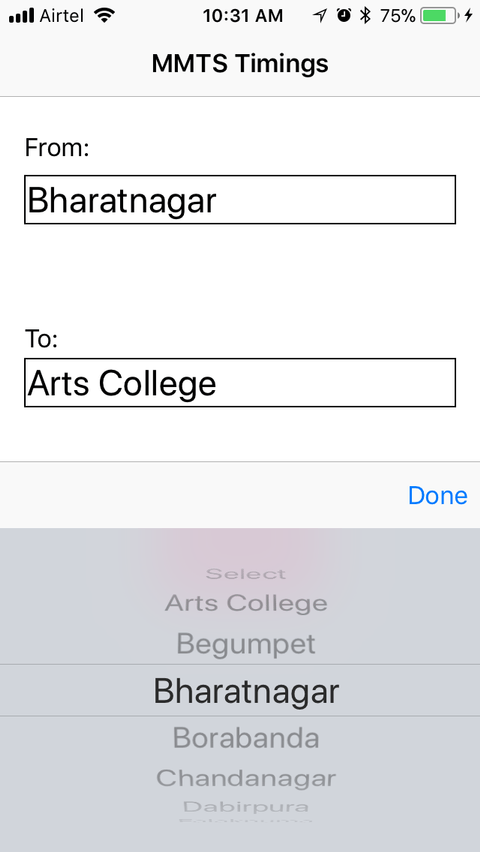 Airtel 10:31 AM 75%
MMTS Timings
From:
Bharatnagar
To:
Arts College
Done
Select
Arts College
Begumpet
Bharatnagar
Borabanda
Chandanagar
Dabirpura